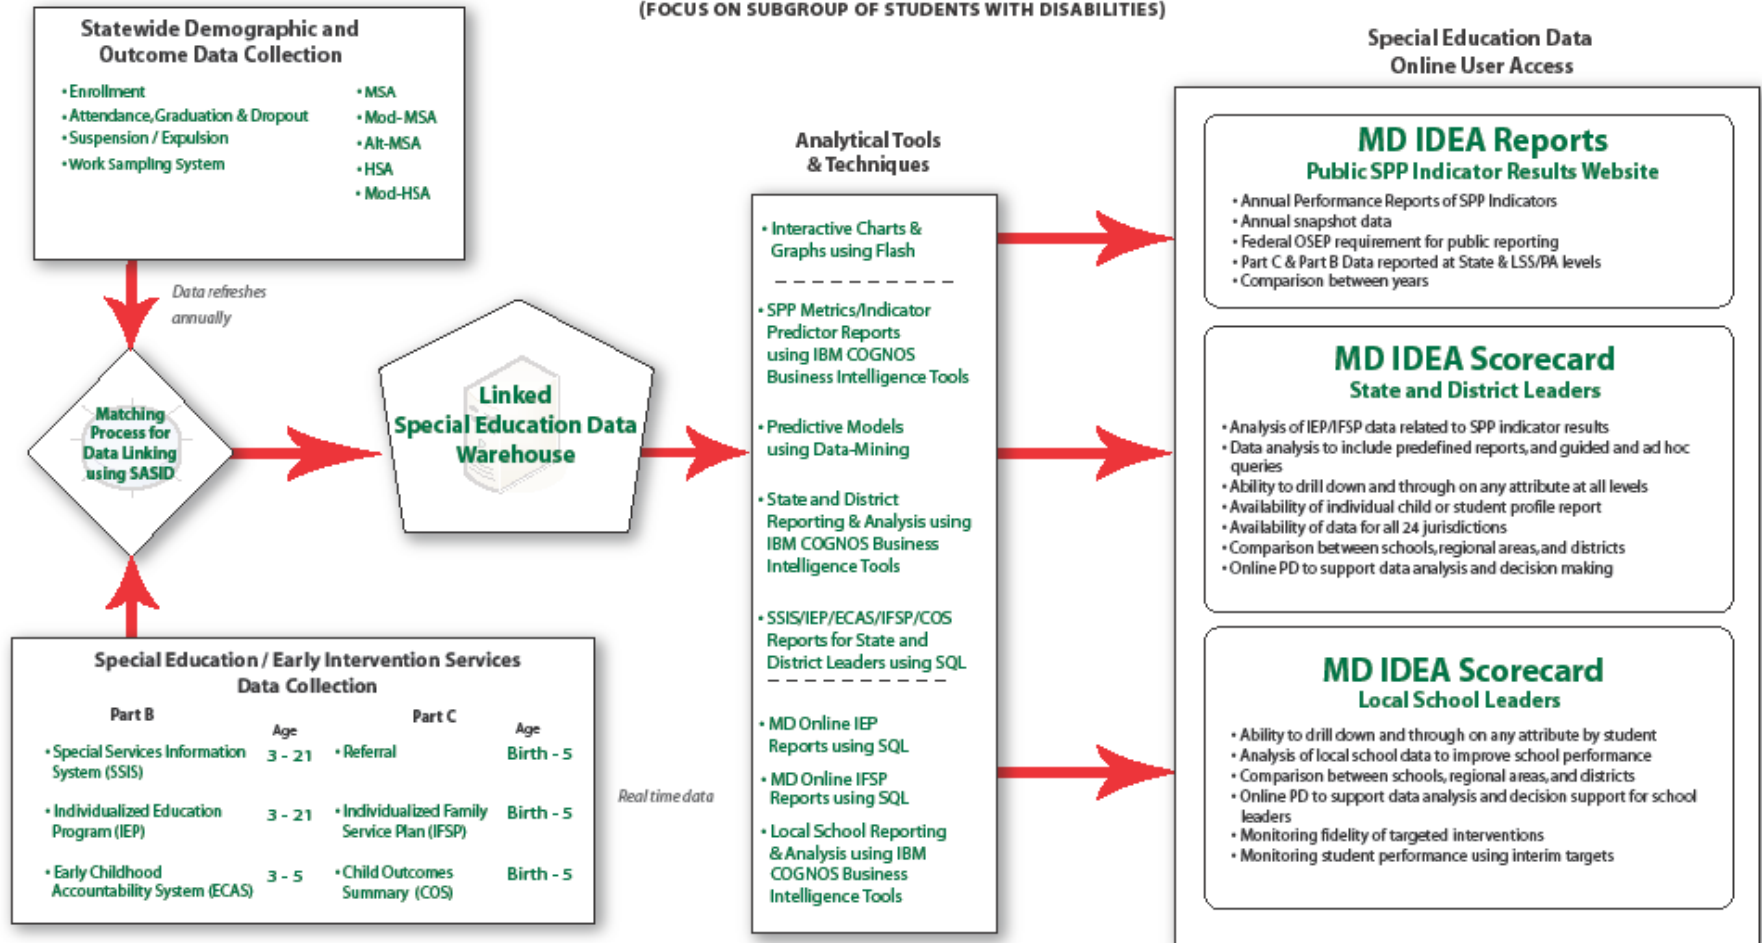 (FOCUS ON SUBGROUP OF STUDENTS WITH DISABILITIES)
Statewide Demographic and
Outcome Data Collection
• Enrollment
• Attendance,Graduation & Dropout
• Suspension / Expulsion
• Work Sampling System
• MSA
• Mod- MSA
• Alt-MSA
• HSA
• Mod-HSA
Data refreshes
annually
Matching
Process for
Data Linking
using SASID
Special Education / Early Intervention Services
Data Collection
Part B
Age
Part C
Age
• Special Services Information
System (SSIS)
3 - 21
• Referral
Birth - 5
• Individualized Education
Program (IEP)
3 - 21
• Individualized Family
Service Plan (IFSP)
Birth - 5
• Early Childhood
Accountability System (ECAS)
3 - 5
• Child Outcomes
Summary (COS)
Birth - 5
Real time data
Linked
Special Education Data
Warehouse
Analytical Tools
& Techniques
• Interactive Charts &
Graphs using Flash
• SPP Metrics/Indicator
Predictor Reports
using IBM COGNOS
Business Intelligence Tools
• Predictive Models
using Data-Mining
• State and District
Reporting & Analysis using
IBM COGNOS Business
Intelligence Tools
• SSIS/IEP/ECAS/IFSP/COS
Reports for State and
District Leaders using SQL
• MD Online IEP
Reports using SQL
• MD Online IFSP
Reports using SQL
• Local School Reporting
& Analysis using IBM
COGNOS Business
Intelligence Tools
Special Education Data
Online User Access
MD IDEA Reports
Public SPP Indicator Results Website
• Annual Performance Reports of SPP Indicators
• Annual snapshot data
• Federal OSEP requirement for public reporting
• Part C & Part B Data reported at State & LSS/PA levels
• Comparison between years
MD IDEA Scorecard
State and District Leaders
• Analysis of IEP/IFSP data related to SPP indicator results
• Data analysis to include predefined reports, and guided and ad hoc
queries
• Ability to drill down and through on any attribute at all levels
• Availability of individual child or student profile report
• Availability of data for all 24 jurisdictions
• Comparison between schools, regional areas, and districts
• Online PD to support data analysis and decision making
MD IDEA Scorecard
Local School Leaders
• Ability to drill down and through on any attribute by student
• Analysis of local school data to improve school performance
• Comparison between schools, regional areas, and districts
• Online PD to support data analysis and decision support for school
leaders
• Monitoring fidelity of targeted interventions
• Monitoring student performance using interim targets